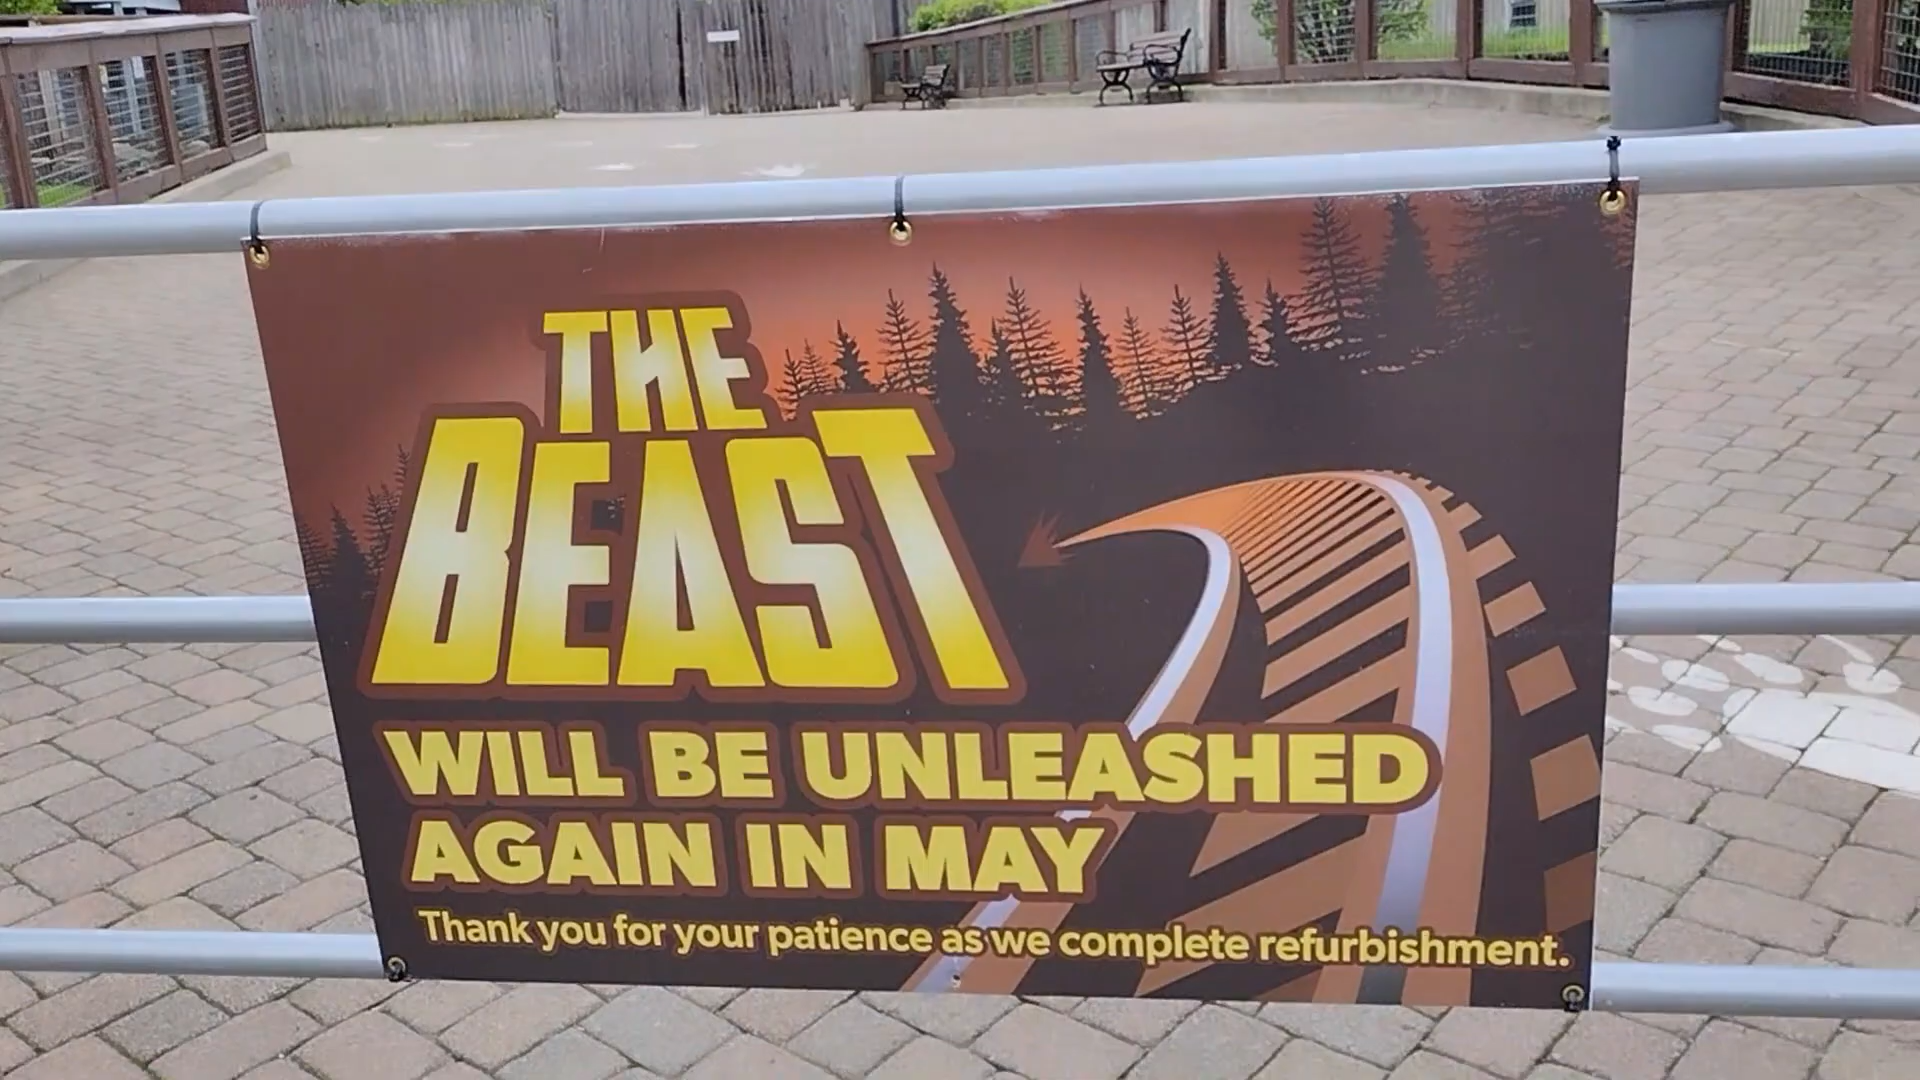 THE
BEAST
WILL BE UNLEASHED
AGAIN IN MAY
Thank you for your patience as we complete refurbishment.